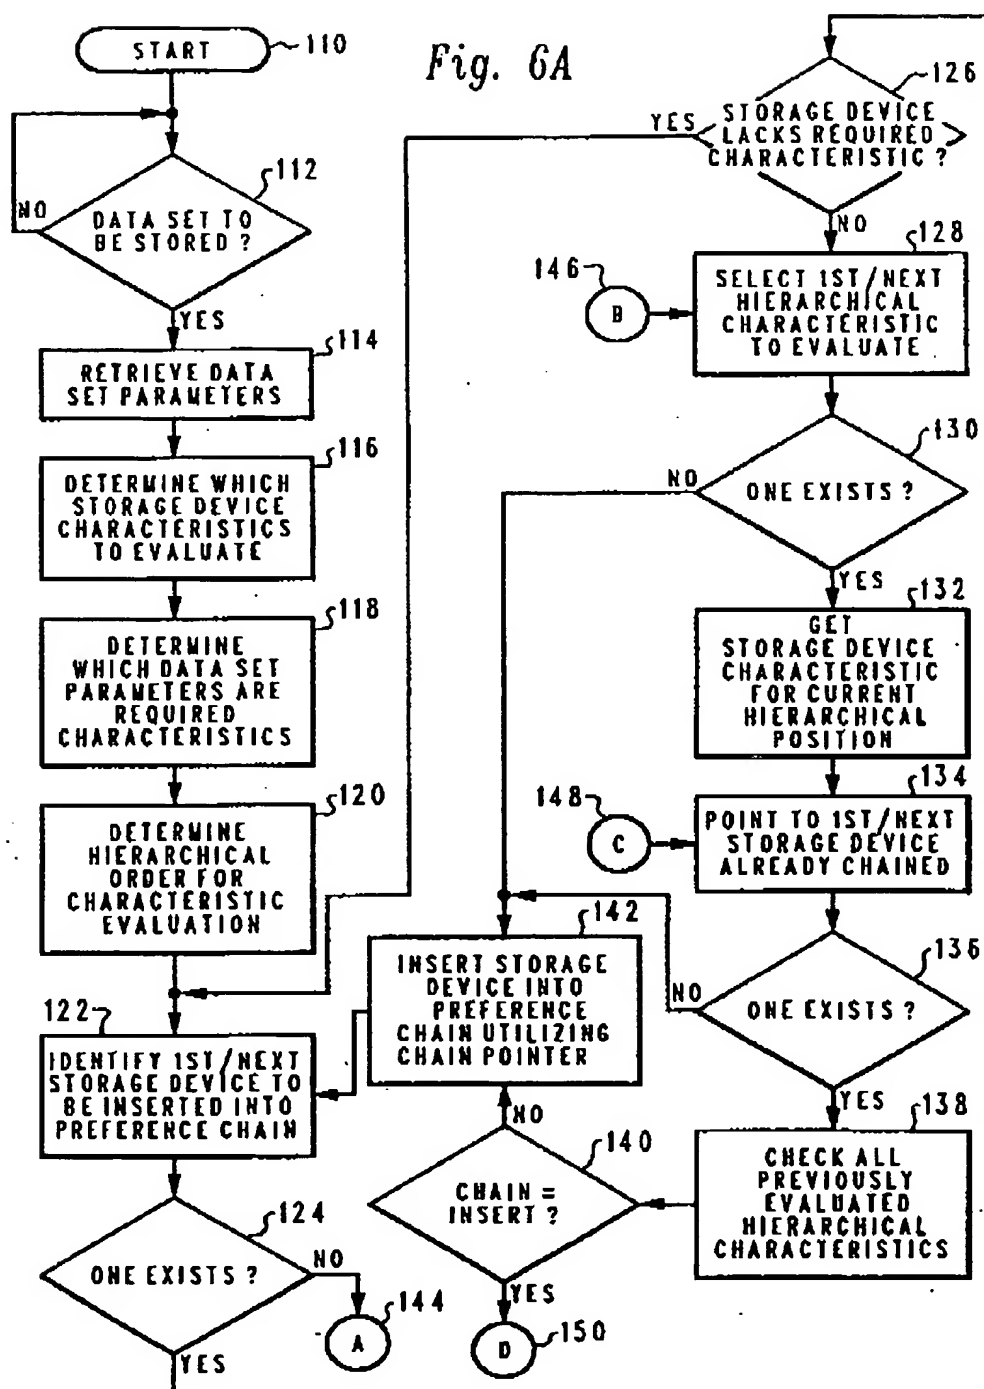 Fig. 6A
START
110
112
NO
DATA SET TO
BE STORED ?
YES
114
RETRIEVE DATA
SET PARAMETERS
116
DETERMINE WHICH
STORAGE DEVICE
CHARACTERISTICS
TO EVALUATE
118
DETERMINE
WHICH DATA SET
PARAMETERS ARE
REQUIRED
CHARACTERISTICS
120
DETERMINE
HIERARCHICAL
ORDER FOR
CHARACTERISTIC
EVALUATION
122
IDENTIFY 1ST/NEXT
STORAGE DEVICE TO
BE INSERTED INTO
PREFERENCE CHAIN
124
ONE EXISTS ?
NO
A
144
YES
126
YES
STORAGE DEVICE
LACKS REQUIRED
CHARACTERISTIC ?
NO
128
146
B
SELECT 1ST/NEXT
HIERARCHICAL
CHARACTERISTIC
TO EVALUATE
130
NO
ONE EXISTS ?
YES
132
GET
STORAGE DEVICE
CHARACTERISTIC
FOR CURRENT
HIERARCHICAL
POSITION
134
148
C
POINT TO 1ST/NEXT
STORAGE DEVICE
ALREADY CHAINED
136
NO
ONE EXISTS ?
YES
138
CHECK ALL
PREVIOUSLY
EVALUATED
HIERARCHICAL
CHARACTERISTICS
142
INSERT STORAGE
DEVICE INTO
PREFERENCE
CHAIN UTILIZING
CHAIN POINTER
NO
140
CHAIN =
INSERT ?
YES
D
150